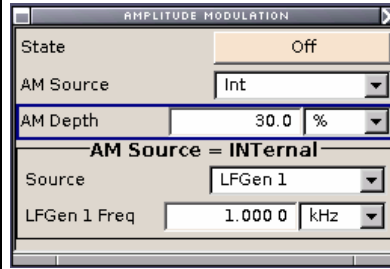 AMPLITUDE MODULATION
State Off
AM Source Int
AM Depth 30.0 %
AM Source = INTernal
Source LFGen 1
LFGen 1 Freq 1.000 0 kHz